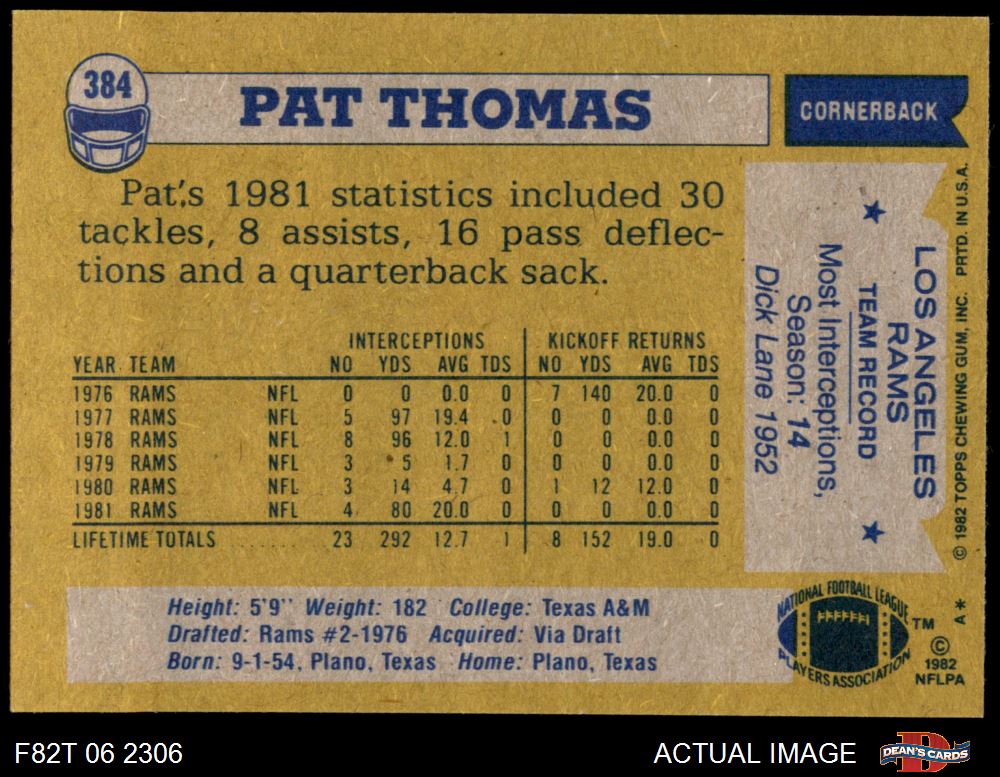 384
PAT THOMAS
CORNERBACK
Pat's 1981 statistics included 30
tackles, 8 assists, 16 pass deflec-
tions and a quarterback sack.
INTERCEPTIONS KICKOFF RETURNS
YEAR TEAM NO YDS AVG TDS NO YDS AVG TDS
1976 RAMS NFL 0 0 0.0 0 7 140 20.0 0
1977 RAMS NFL 5 97 19.4 0 0 0 0.0 0
1978 RAMS NFL 8 96 12.0 1 0 0 0.0 0
1979 RAMS NFL 3 5 1.7 0 0 0 0.0 0
1980 RAMS NFL 3 14 4.7 0 1 12 12.0 0
1981 RAMS NFL 4 80 20.0 0 0 0 0.0 0
LIFETIME TOTALS ........ 23 292 12.7 1 8 152 19.0 0
Height: 5'9" Weight: 182 College: Texas A&M
Drafted: Rams #2-1976 Acquired: Via Draft
Born: 9-1-54, Plano, Texas Home: Plano, Texas
LOS ANGELES
RAMS
TEAM RECORD
Most Interceptions,
Season: 14
Dick Lane 1952
© 1982 TOPPS CHEWING GUM, INC. PRTD. IN U.S.A.
A*
NATIONAL FOOTBALL LEAGUE
PLAYERS ASSOCIATION
TM
©
1982
NFLPA
F82T 06 2306
ACTUAL IMAGE
DEAN'S CARDS